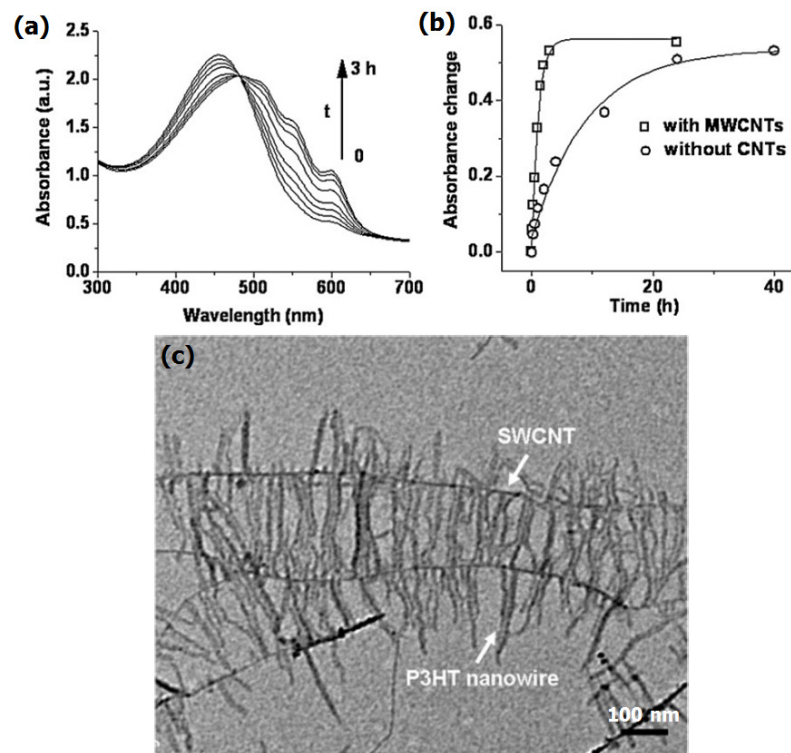 (a)
2.5
2.0
1.5
1.0
0.5
0.0
Absorbance (a.u.)
3 h
t
0
300 400 500 600 700
Wavelength (nm)
(b)
0.6
0.4
0.2
0.0
Absorbance change
with MWCNTs
without CNTs
0 20 40
Time (h)
(c)
SWCNT
P3HT nanowire
100 nm